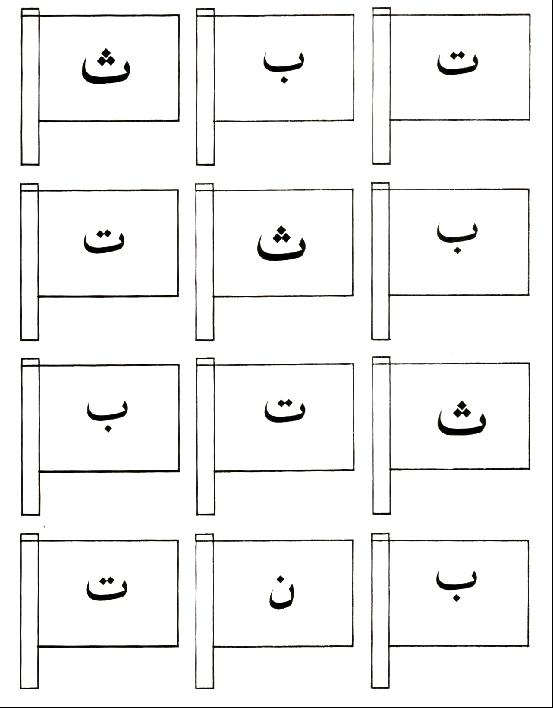 ت ب ث
ب ث ت
ث ت ب
ب ن ت